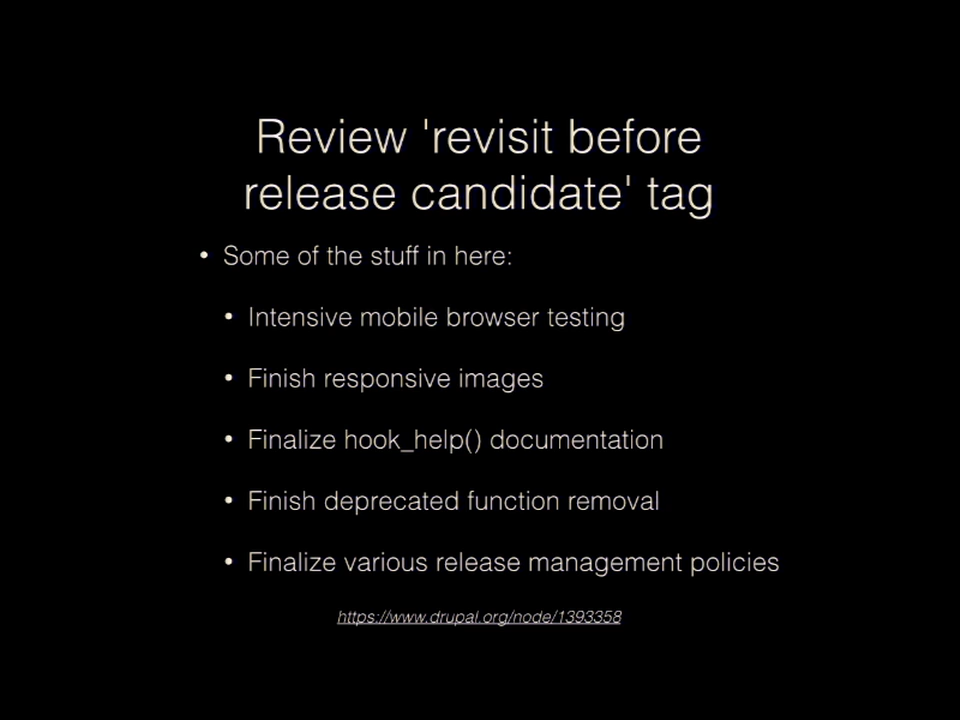 Review 'revisit before
release candidate' tag
• Some of the stuff in here:
• Intensive mobile browser testing
• Finish responsive images
• Finalize hook_help() documentation
• Finish deprecated function removal
• Finalize various release management policies
https://www.drupal.org/node/1393358